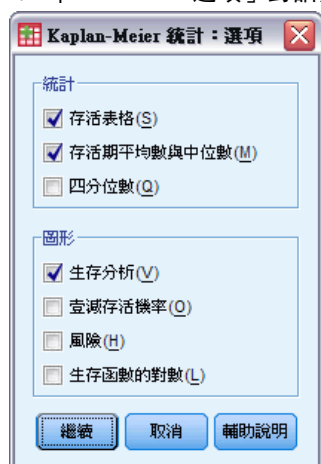 Kaplan-Meier 統計：選項
統計
存活表格(S)
存活期平均數與中位數(M)
四分位數(Q)
圖形
生存分析(V)
壹減存活機率(O)
風險(H)
生存函數的對數(L)
繼續 取消 輔助說明